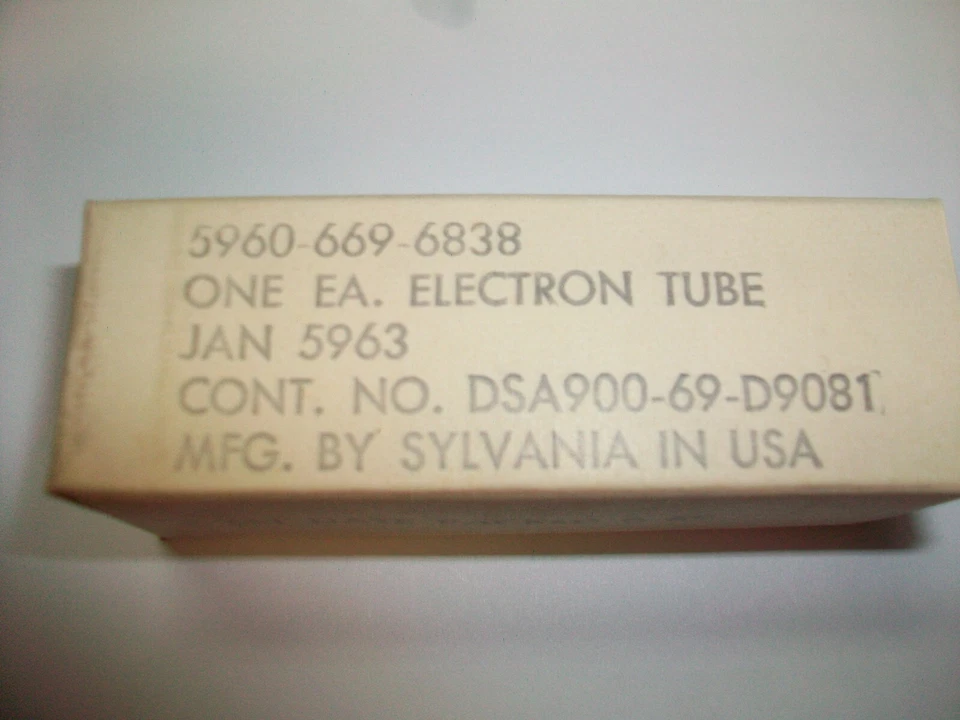 5960-669-6838
ONE EA. ELECTRON TUBE
JAN 5963
CONT. NO. DSA900-69-D9081
MFG. BY SYLVANIA IN USA